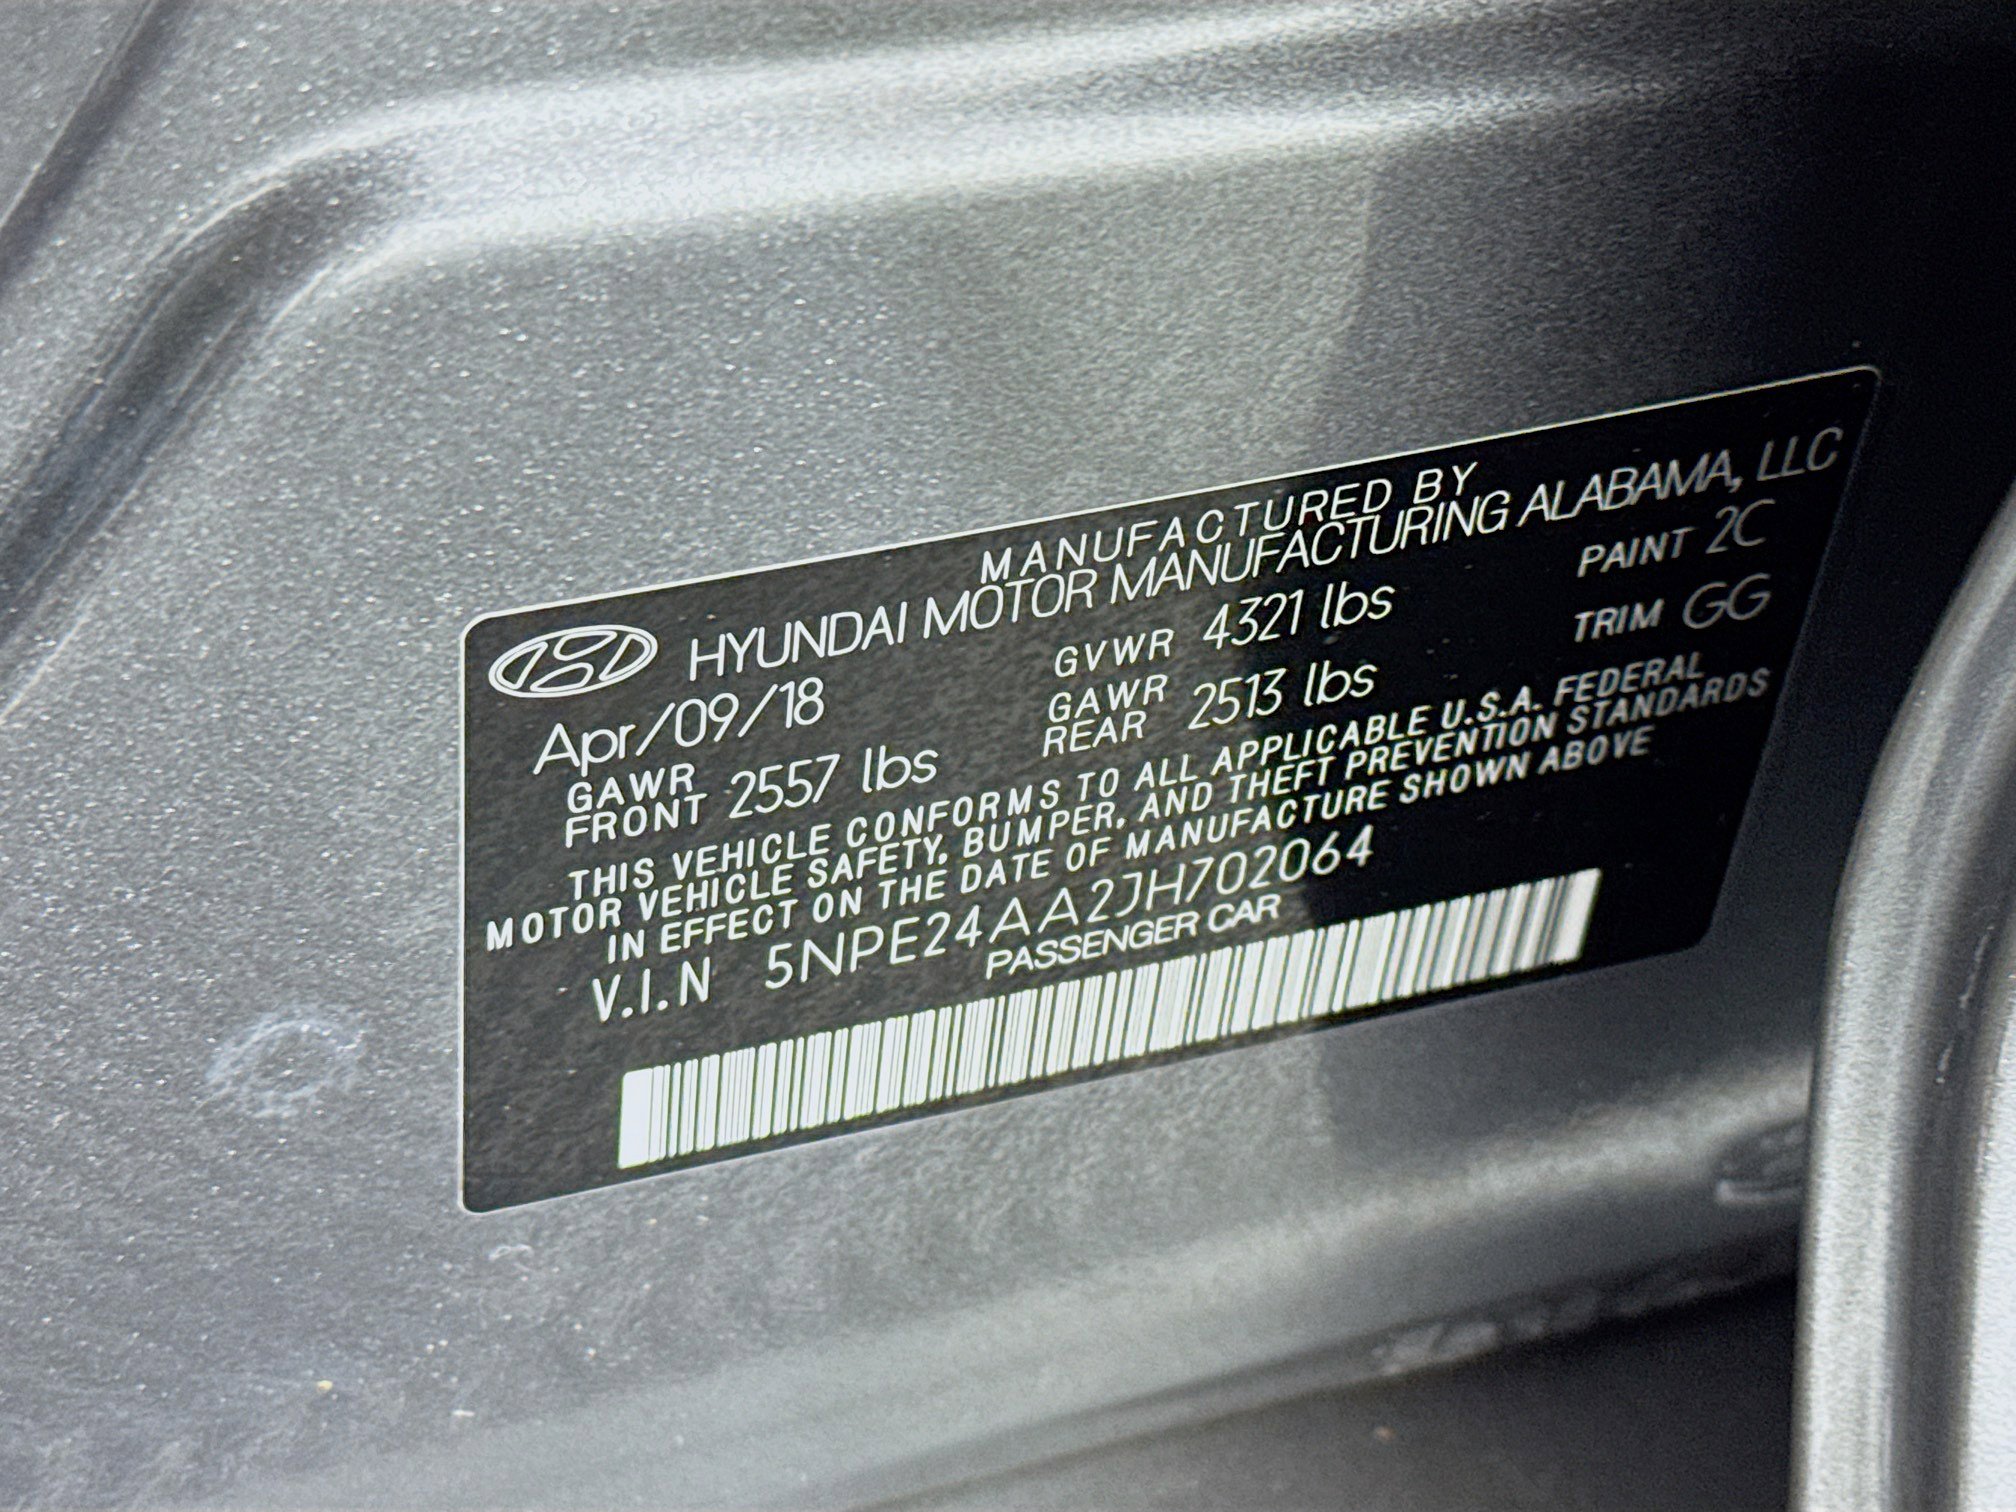 MANUFACTURED BY
HYUNDAI MOTOR MANUFACTURING ALABAMA, LLC
Apr/09/18 GVWR 4321 lbs PAINT 2C
GAWR FRONT 2557 lbs GAWR REAR 2513 lbs TRIM GG
THIS VEHICLE CONFORMS TO ALL APPLICABLE U.S.A. FEDERAL
MOTOR VEHICLE SAFETY, BUMPER, AND THEFT PREVENTION STANDARDS
IN EFFECT ON THE DATE OF MANUFACTURE SHOWN ABOVE
V.I.N 5NPE24AA2JH702064
PASSENGER CAR